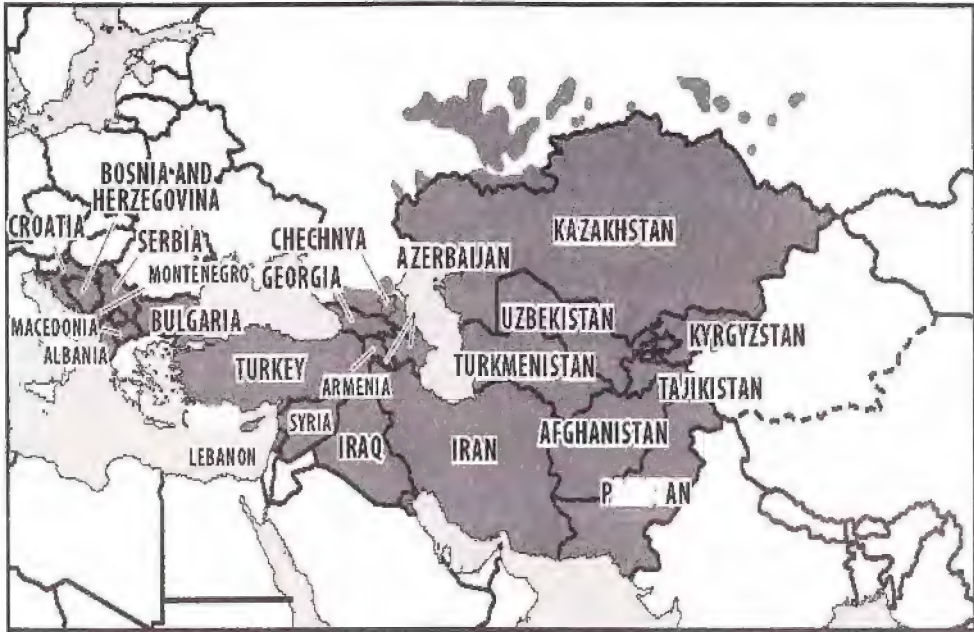 BOSNIA AND
HERZEGOVINA
CROATIA
SERBIA
CHECHNYA
MONTENEGRO
GEORGIA
AZERBAIJAN
KAZAKHSTAN
MACEDONIA
BULGARIA
ALBANIA
UZBEKISTAN
KYRGYZSTAN
TURKEY
ARMENIA
TURKMENISTAN
TAJIKISTAN
SYRIA
LEBANON
IRAQ
IRAN
AFGHANISTAN